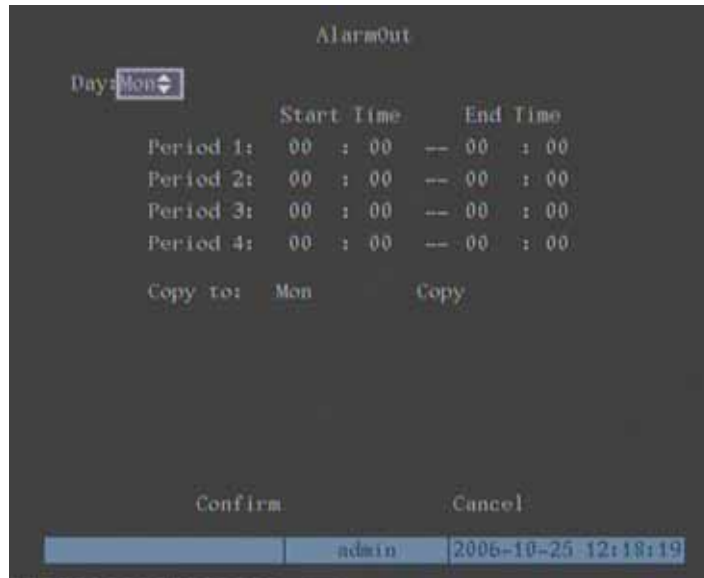 AlarmOut
Day: Mon
Start Time End Time
Period 1: 00 : 00 -- 00 : 00
Period 2: 00 : 00 -- 00 : 00
Period 3: 00 : 00 -- 00 : 00
Period 4: 00 : 00 -- 00 : 00
Copy to: Mon Copy
Confirm Cancel
admin 2006-10-25 12:18:19